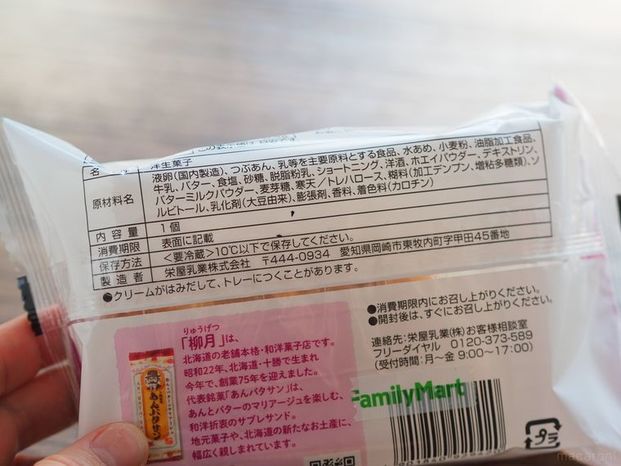 名 洋生菓子
原材料名 液卵(国内製造)、つぶあん、乳等を主要原料とする食品、水あめ、小麦粉、油脂加工食品、
牛乳、バター、食塩、砂糖、脱脂粉乳、ショートニング、洋酒、ホエイパウダー、デキストリン、
バターミルクパウダー、麦芽糖、寒天/トレハロース、糊料(加工デンプン、増粘多糖類)、ソ
ルビトール、乳化剤(大豆由来)、膨張剤、香料、着色料(カロチン)
内容量 1個
消費期限 表面に記載
保存方法 <要冷蔵>10℃以下で保存してください。
製造者 栄屋乳業株式会社 〒444-0934 愛知県岡崎市東牧内町字甲田45番地
●クリームがはみだして、トレーにつくことがあります。
りゅうげつ
「柳月」は、
北海道の老舗本格・和洋菓子店です。
昭和22年、北海道・十勝で生まれ
今年で、創業75年を迎えました。
代表銘菓「あんバタサン」は、
あんとバターのマリアージュを楽しむ、
和洋折衷のサブレサンド。
地元菓子や、北海道の新たなお土産に、
幅広く親しまれています。
あんバタサン
●消費期限内にお召し上がりください。
●開封後は、すぐにお召し上がりください。
連絡先:栄屋乳業(株)お客様相談室
フリーダイヤル 0120-373-589
(受付時間:月〜金 9:00〜17:00)
FamilyMart
プラ
macaroni